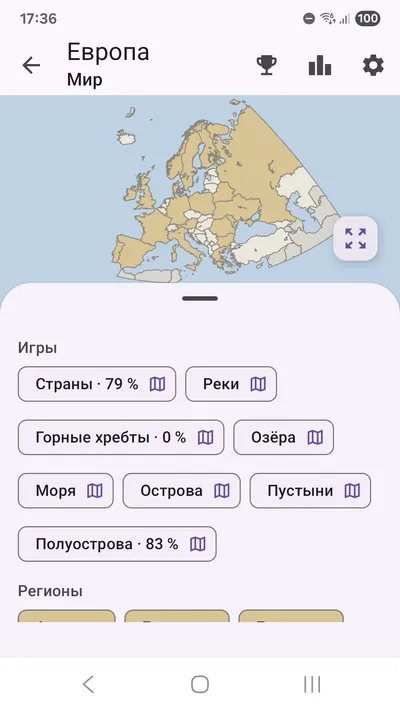 17:36
100
Европа
Мир
Игры
Страны · 79 %
Реки
Горные хребты · 0 %
Озёра
Моря
Острова
Пустыни
Полуострова · 83 %
Регионы